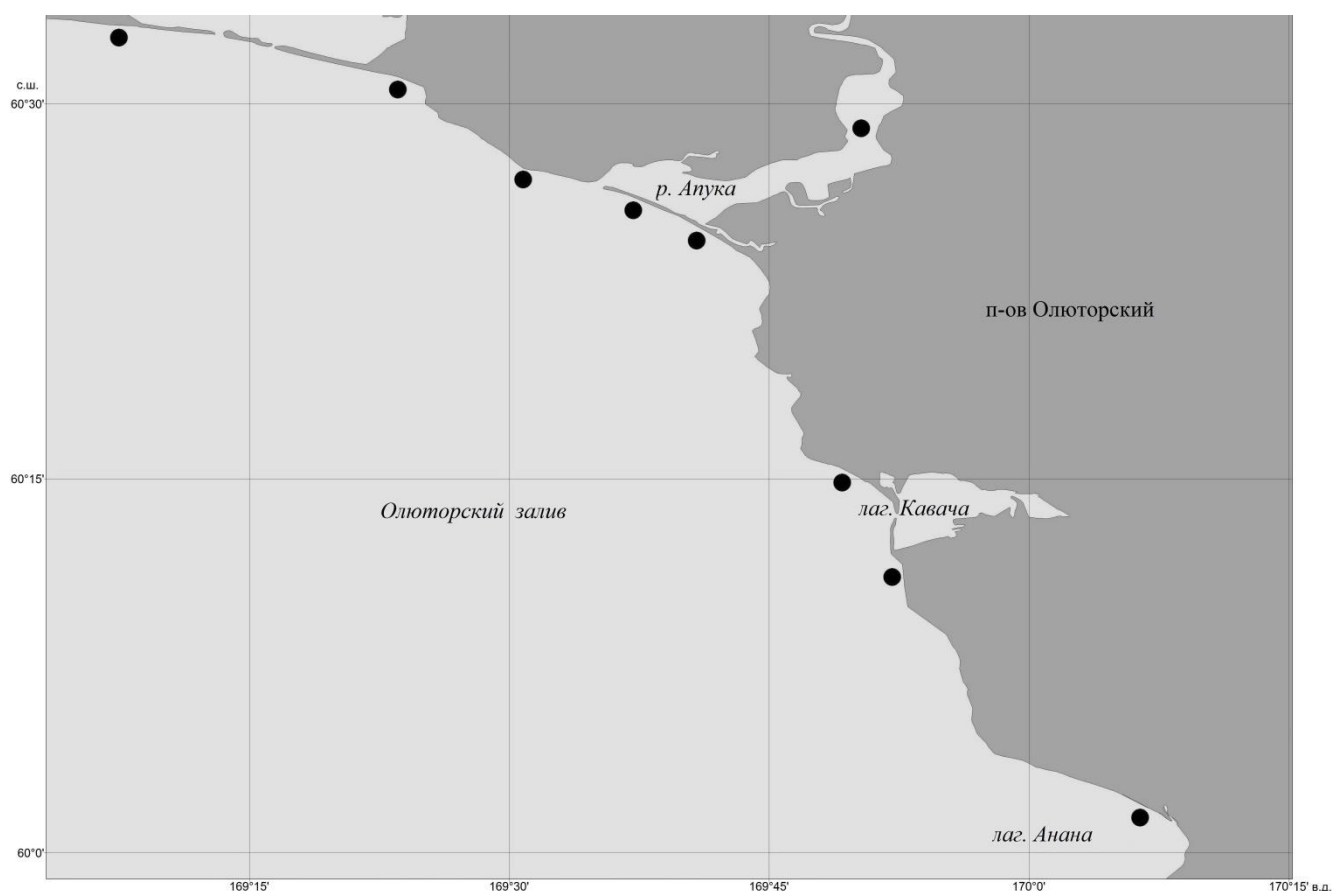 с.ш.
60°30'
р. Апука
п-ов Олюторский
60°15'
Олюторский залив
лаг. Кавача
лаг. Анана
60°0'
169°15' 169°30' 169°45' 170°0' 170°15' в.д.